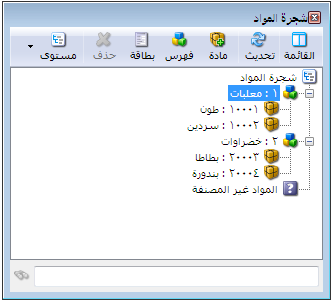 شجرة المواد
القائمة تحديث مادة فهرس بطاقة حذف مستوى
شجرة المواد
١ : معلبات
١٠٠٠١ : طون
١٠٠٠٢ : سردين
٢ : خضراوات
٢٠٠٠٣ : بطاطا
٢٠٠٠٤ : بندورة
المواد غير المصنفة